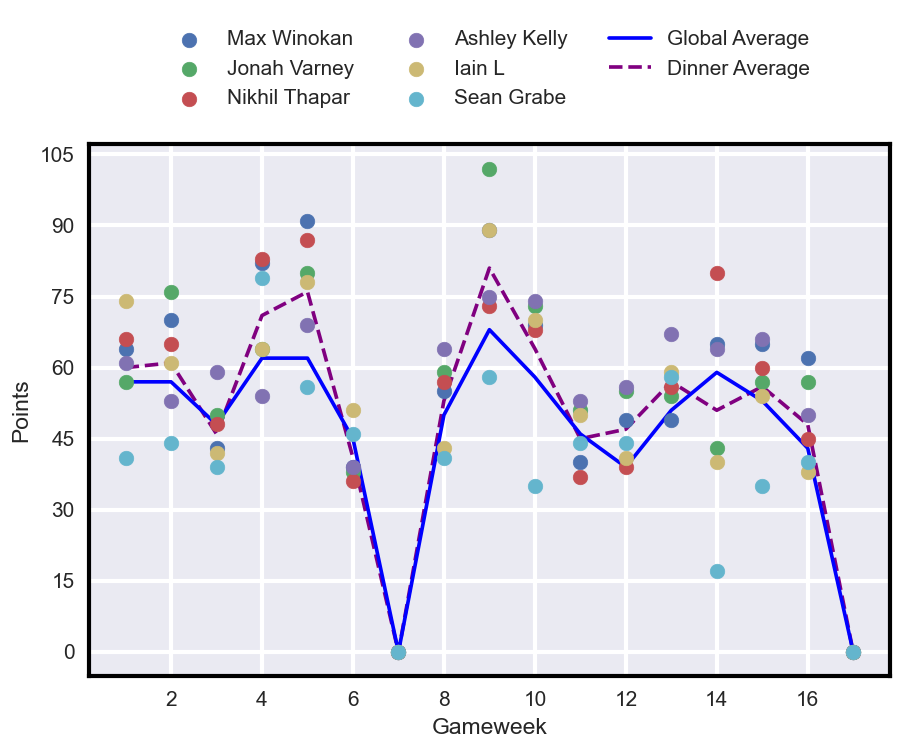 Max Winokan
Jonah Varney
Nikhil Thapar
Ashley Kelly
Iain L
Sean Grabe
Global Average
Dinner Average
105
90
75
60
45
30
15
0
Points
2 4 6 8 10 12 14 16
Gameweek